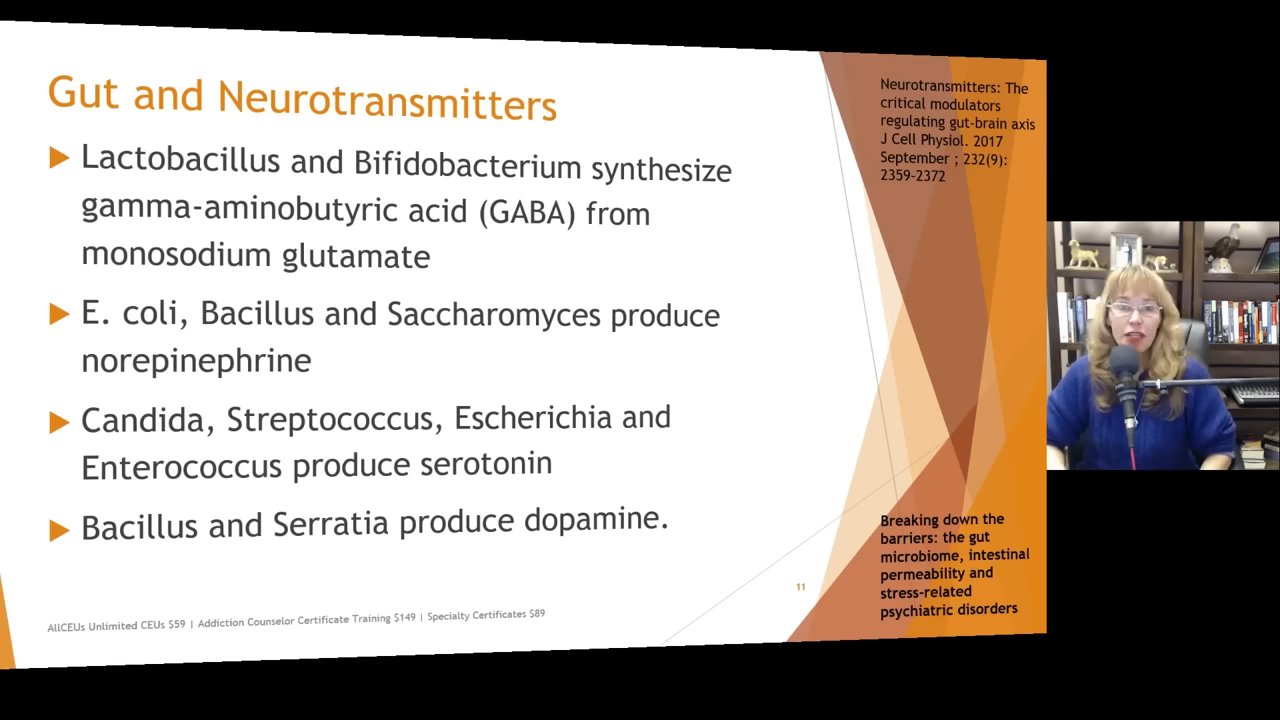 Gut and Neurotransmitters
Lactobacillus and Bifidobacterium synthesize
gamma-aminobutyric acid (GABA) from
monosodium glutamate
E. coli, Bacillus and Saccharomyces produce
norepinephrine
Candida, Streptococcus, Escherichia and
Enterococcus produce serotonin
Bacillus and Serratia produce dopamine.
11
AllCEUs Unlimited CEUs $59 | Addiction Counselor Certificate Training $149 | Specialty Certificates $89
Neurotransmitters: The
critical modulators
regulating gut-brain axis
J Cell Physiol. 2017
September ; 232(9):
2359-2372
Breaking down the
barriers: the gut
microbiome, intestinal
permeability and
stress-related
psychiatric disorders